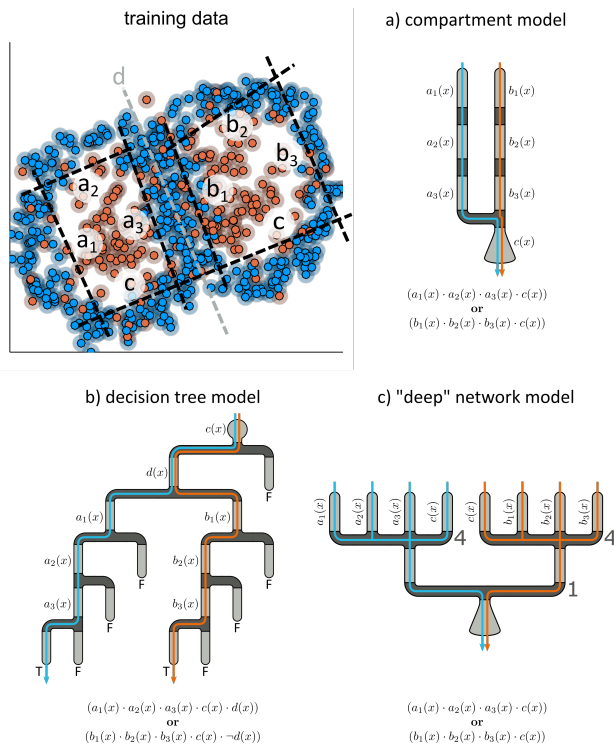 training data
d
b₂
b₃
a₂
b₁
a₃
a₁
c
c
a) compartment model
a₁(x)
b₁(x)
a₂(x)
b₂(x)
a₃(x)
b₃(x)
c(x)
(a₁(x) · a₂(x) · a₃(x) · c(x))
or
(b₁(x) · b₂(x) · b₃(x) · c(x))
b) decision tree model
c(x)
d(x)
F
a₁(x)
b₁(x)
a₂(x)
b₂(x)
F
F
a₃(x)
b₃(x)
F
F
T
F
T
F
(a₁(x) · a₂(x) · a₃(x) · c(x) · d(x))
or
(b₁(x) · b₂(x) · b₃(x) · c(x) · ¬d(x))
c) "deep" network model
a₁(x)
a₂(x)
a₃(x)
c(x)
c(x)
b₁(x)
b₂(x)
b₃(x)
4
4
1
(a₁(x) · a₂(x) · a₃(x) · c(x))
or
(b₁(x) · b₂(x) · b₃(x) · c(x))